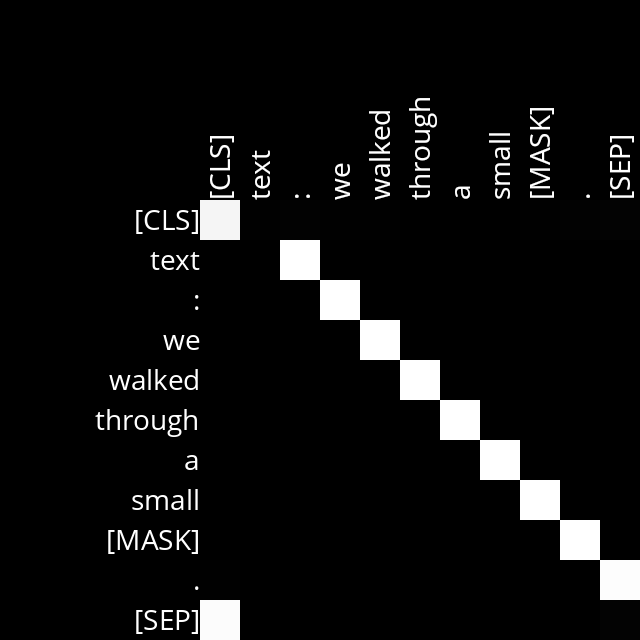 [CLS] text : we walked through a small [MASK] . [SEP]
[CLS]
text
:
we
walked
through
a
small
[MASK]
.
[SEP]